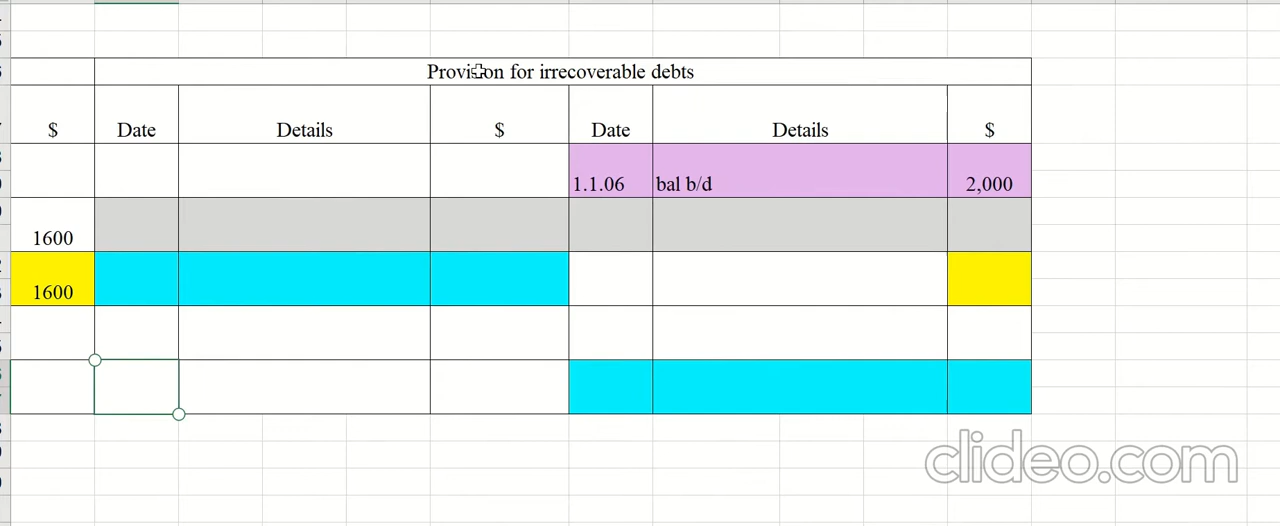 Provision for irrecoverable debts
$ Date Details $ Date Details $
1.1.06 bal b/d 2,000
1600
1600
clideo.com